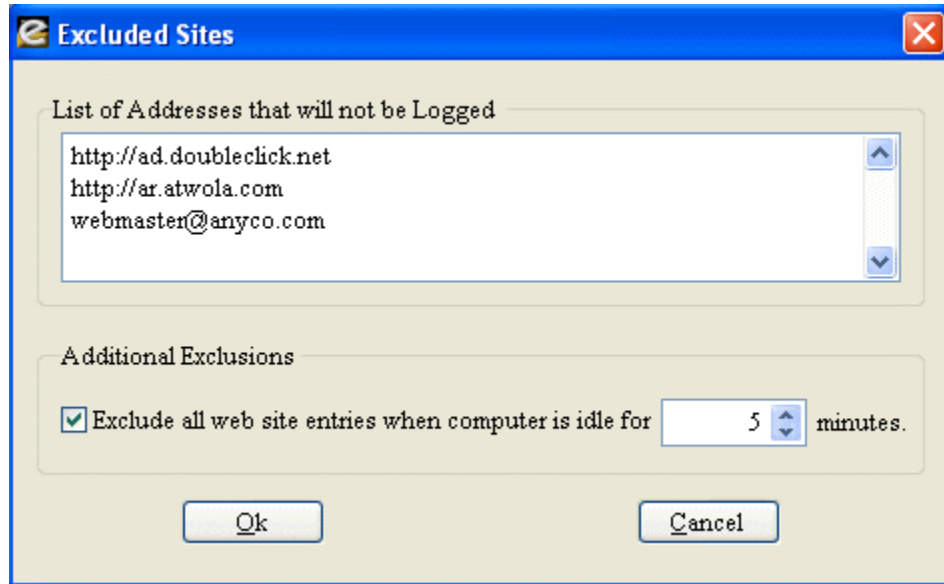 Excluded Sites
List of Addresses that will not be Logged
http://ad.doubleclick.net
http://ar.atwola.com
webmaster@anyco.com
Additional Exclusions
Exclude all web site entries when computer is idle for 5 minutes.
Ok Cancel